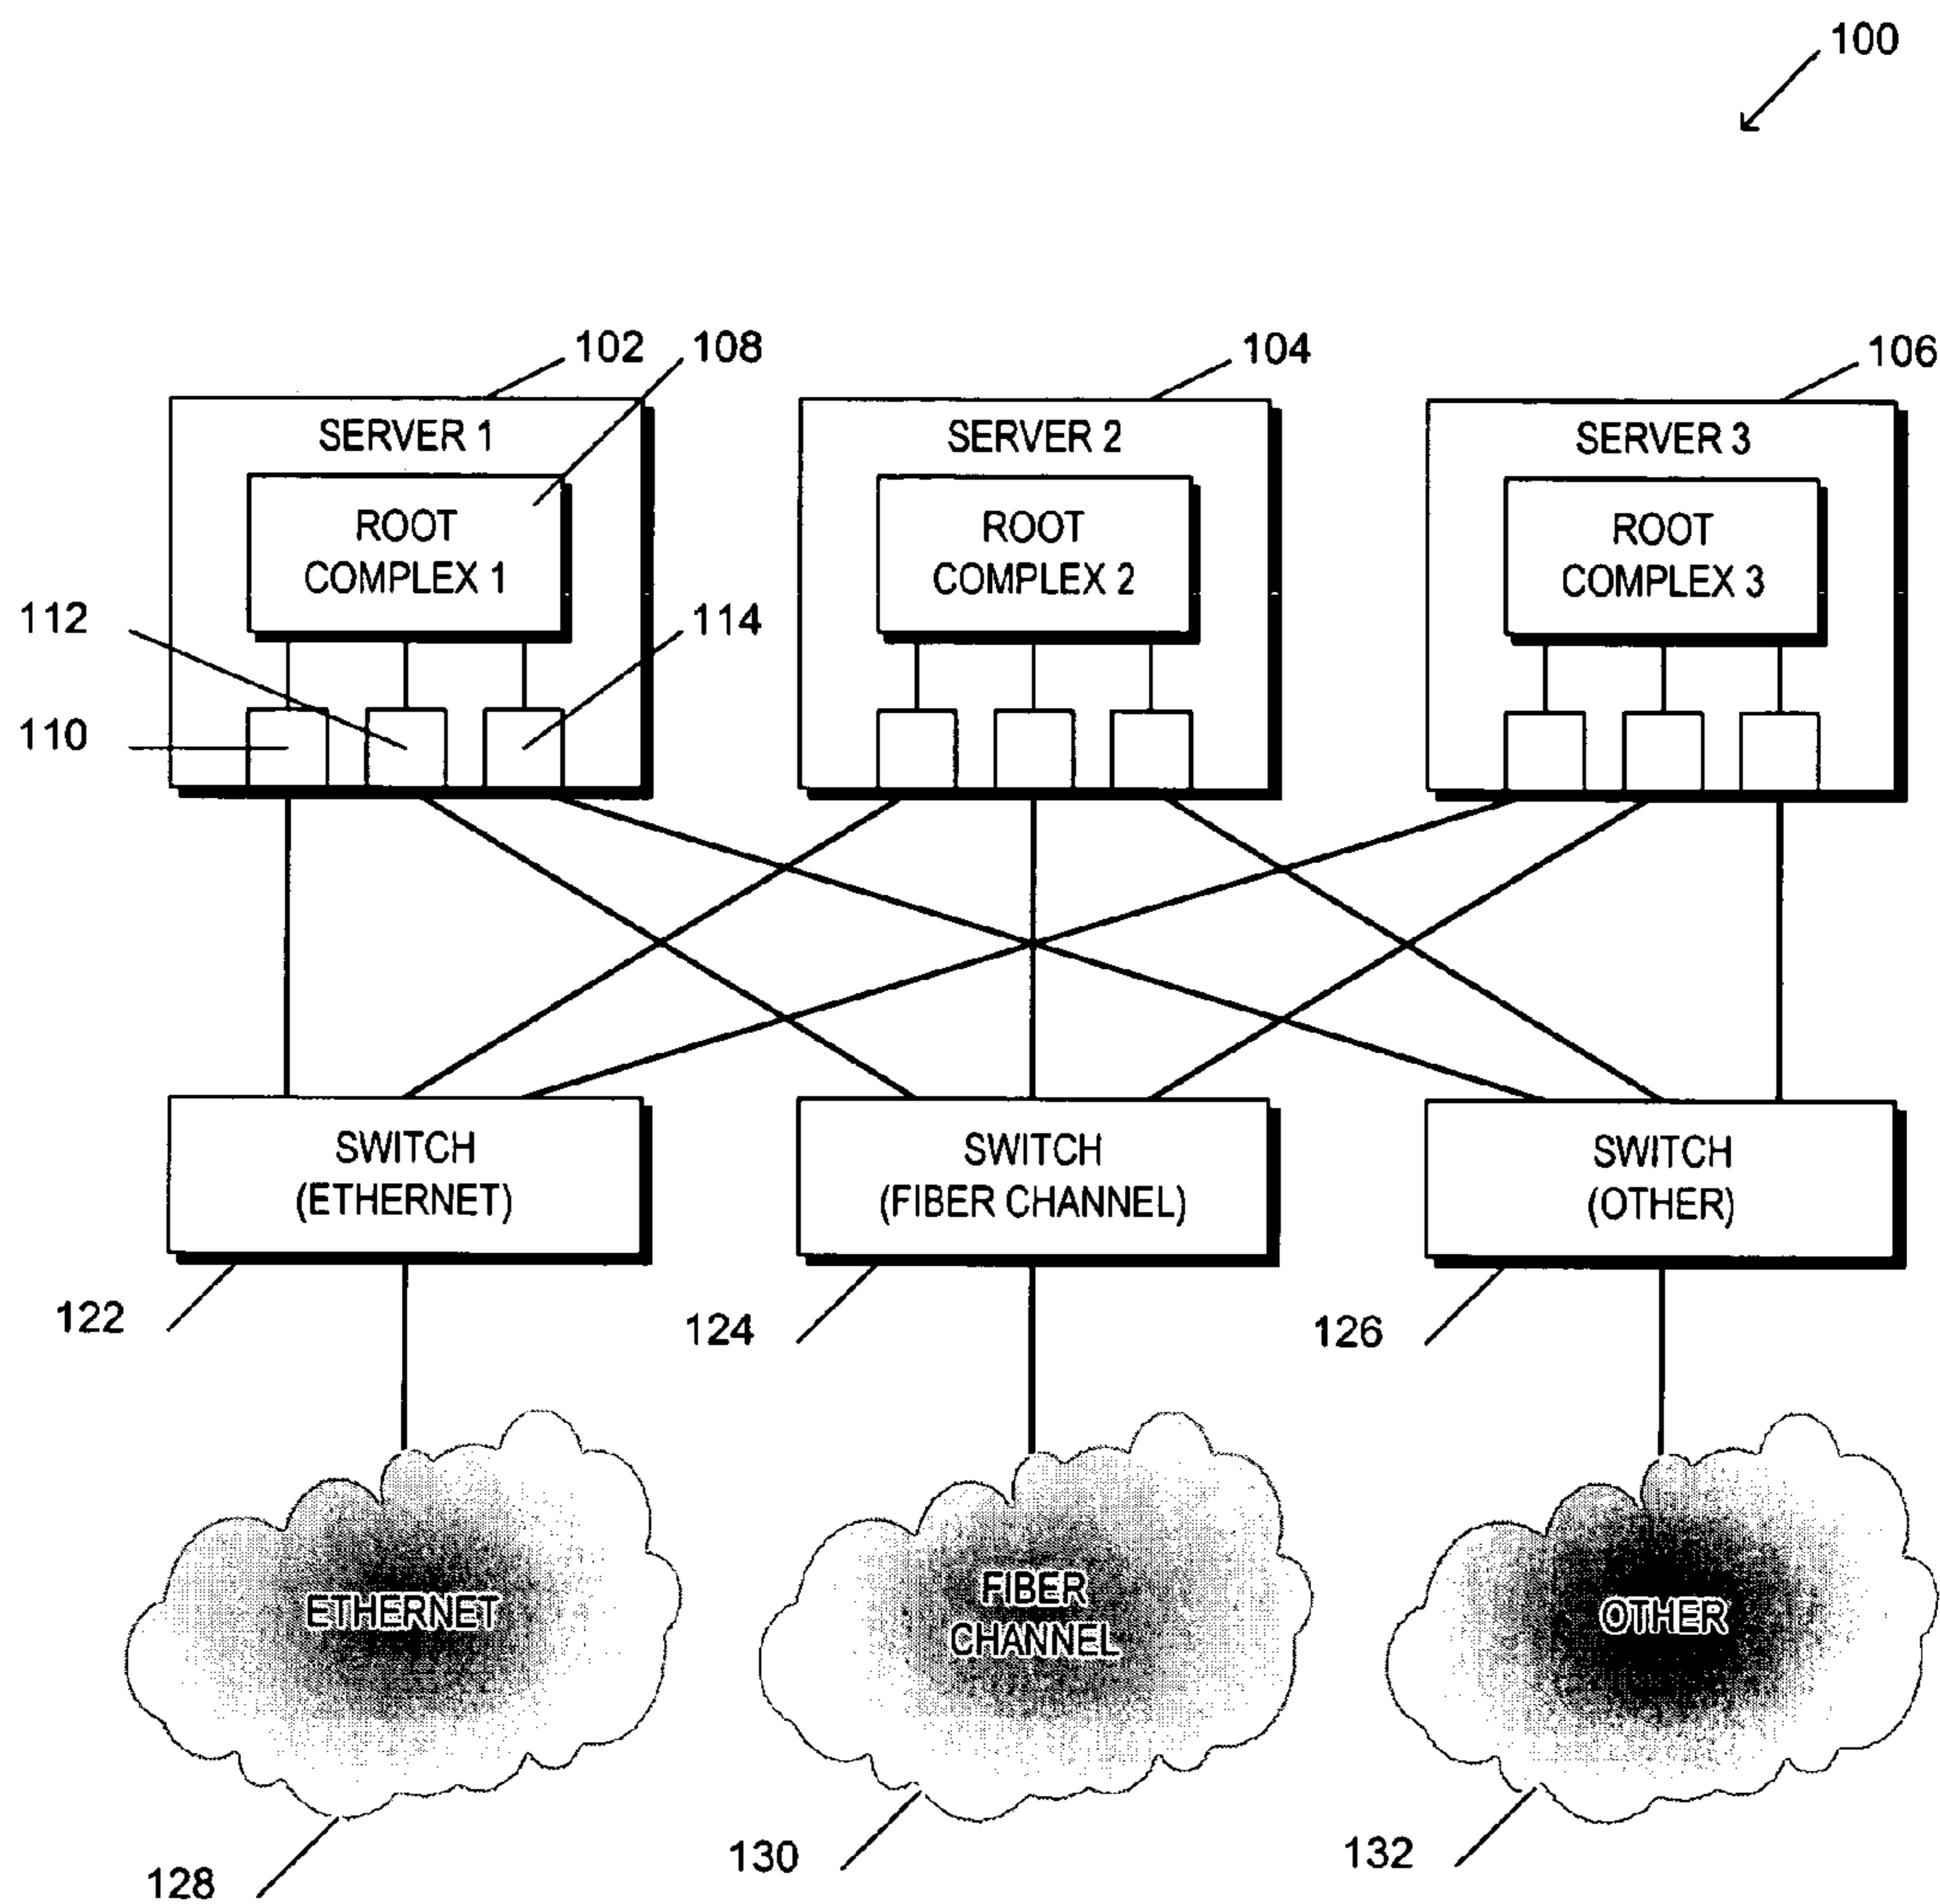 100
102
108
104
106
SERVER 1
SERVER 2
SERVER 3
ROOT
COMPLEX 1
ROOT
COMPLEX 2
ROOT
COMPLEX 3
112
114
110
SWITCH
(ETHERNET)
SWITCH
(FIBER CHANNEL)
SWITCH
(OTHER)
122
124
126
ETHERNET
FIBER
CHANNEL
OTHER
128
130
132